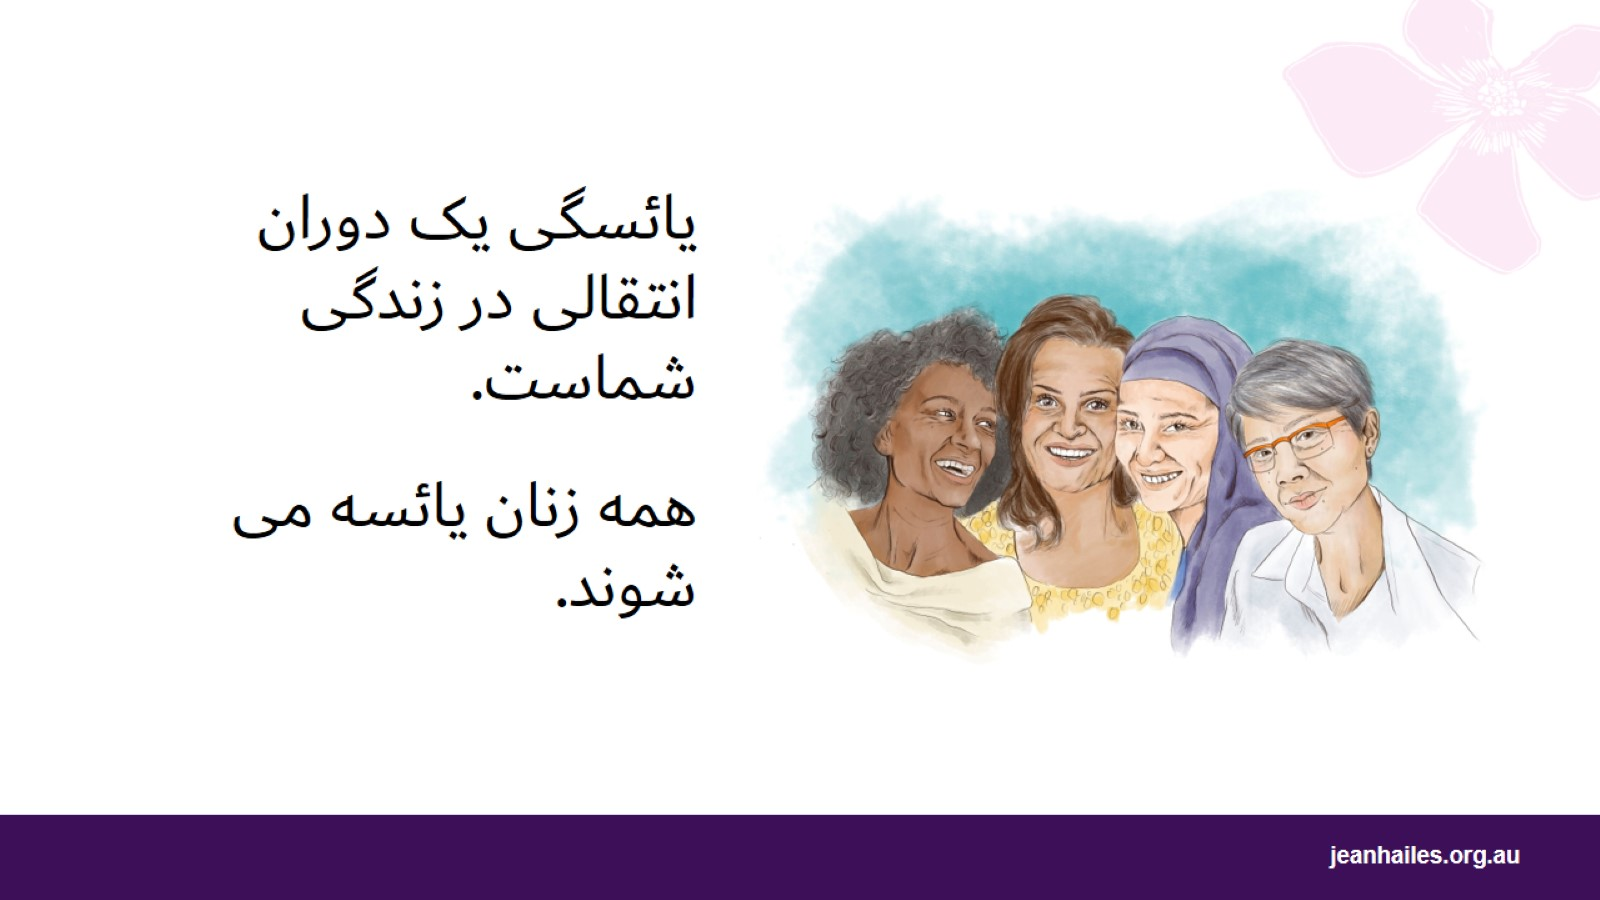 یائسگی یک دوران
انتقالی در زندگی
شماست.
همه زنان یائسه می
شوند.
jeanhailes.org.au